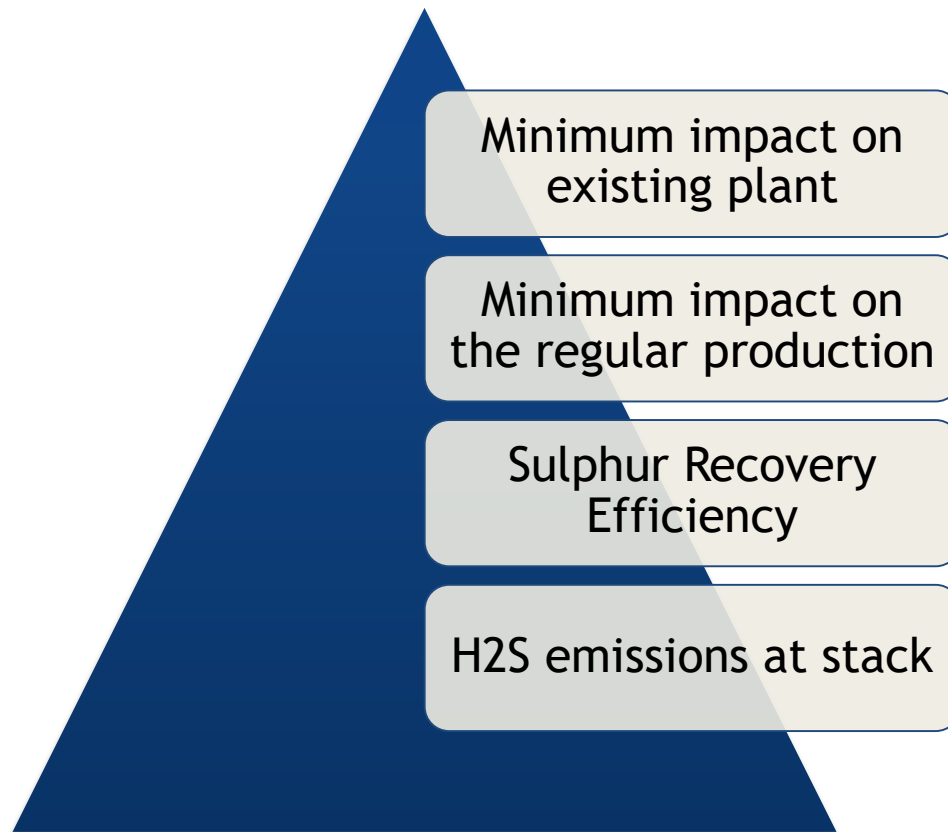 Minimum impact on
existing plant
Minimum impact on
the regular production
Sulphur Recovery
Efficiency
H2S emissions at stack